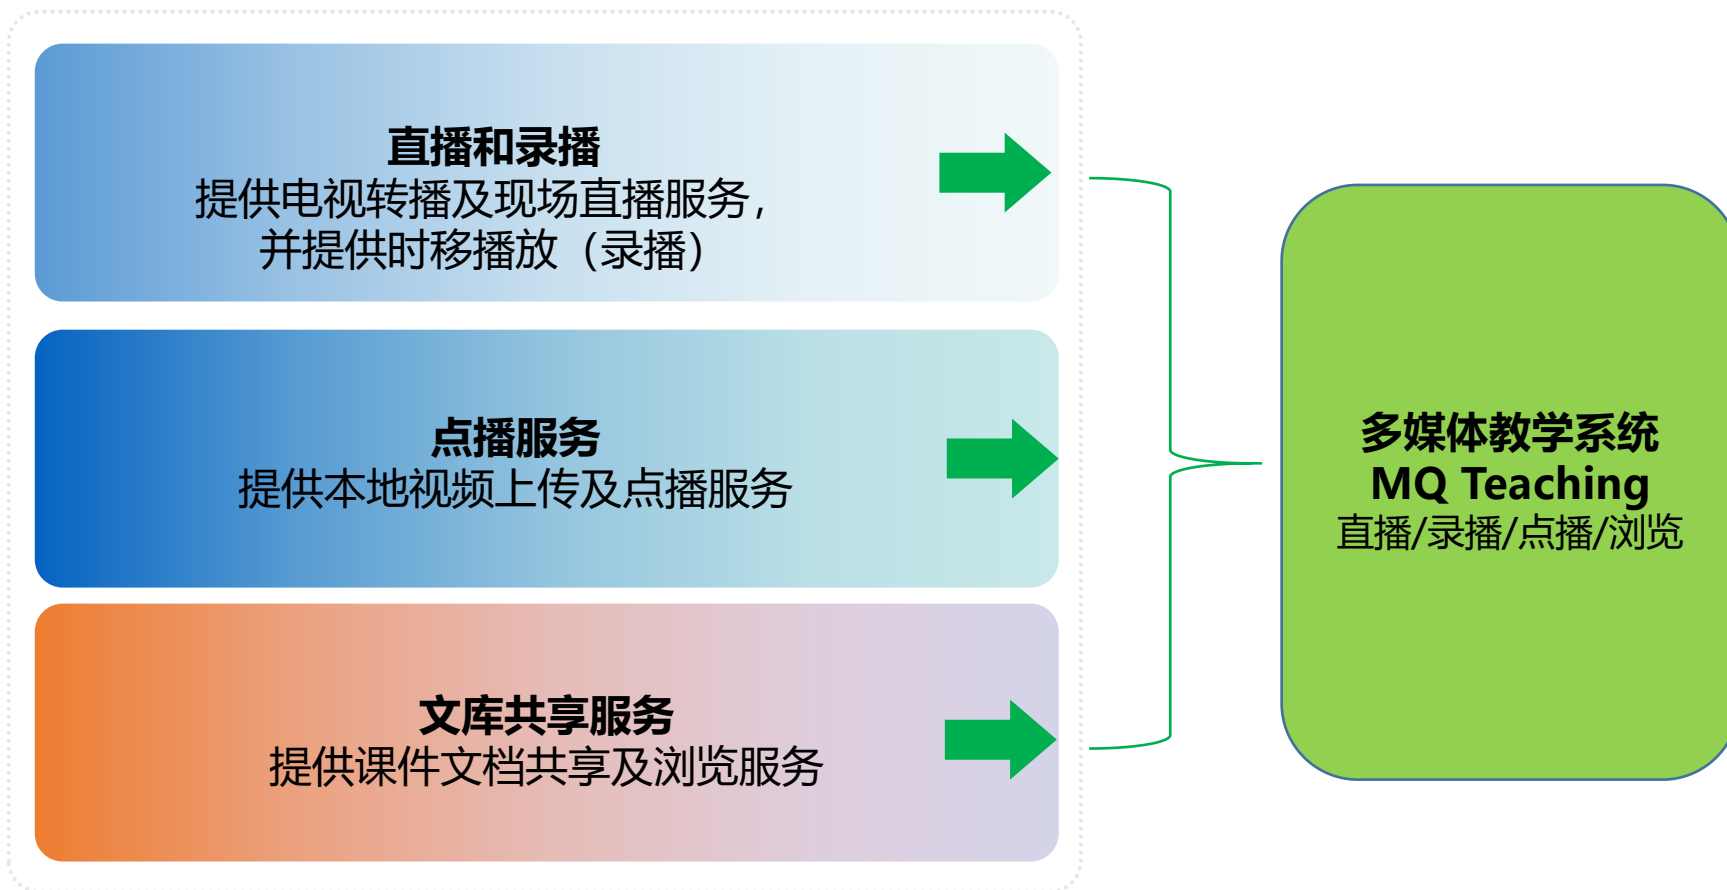 直播和录播
提供电视转播及现场直播服务，
并提供时移播放（录播）
点播服务
提供本地视频上传及点播服务
文库共享服务
提供课件文档共享及浏览服务
多媒体教学系统
MQ Teaching
直播/录播/点播/浏览